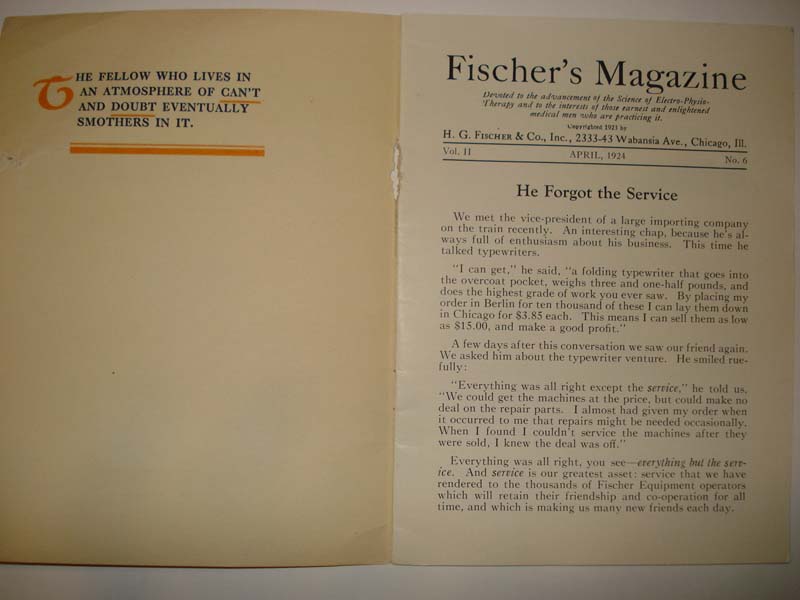 THE FELLOW WHO LIVES IN
AN ATMOSPHERE OF CAN'T
AND DOUBT EVENTUALLY
SMOTHERS IN IT.
Fischer's Magazine
Devoted to the advancement of the Science of Electro-Physio-
Therapy and to the interests of those earnest and enlightened
medical men who are practicing it.
Copyrighted 1923 by
H. G. FISCHER & CO., INC., 2333-43 Wabansia Ave., Chicago, Ill.
Vol. II APRIL, 1924 No. 6
He Forgot the Service
We met the vice-president of a large importing company
on the train recently. An interesting chap, because he's al-
ways full of enthusiasm about his business. This time he
talked typewriters.
"I can get," he said, "a folding typewriter that goes into
the overcoat pocket, weighs three and one-half pounds, and
does the highest grade of work you ever saw. By placing my
order in Berlin for ten thousand of these I can lay them down
in Chicago for $3.85 each. This means I can sell them as low
as $15.00, and make a good profit."
A few days after this conversation we saw our friend again.
We asked him about the typewriter venture. He smiled rue-
fully:
"Everything was all right except the service," he told us.
"We could get the machines at the price, but could make no
deal on the repair parts. I almost had given my order when
it occurred to me that repairs might be needed occasionally.
When I found I couldn't service the machines after they
were sold, I knew the deal was off."
Everything was all right, you see—everything but the serv-
ice. And service is our greatest asset: service that we have
rendered to the thousands of Fischer Equipment operators
which will retain their friendship and co-operation for all
time, and which is making us many new friends each day.